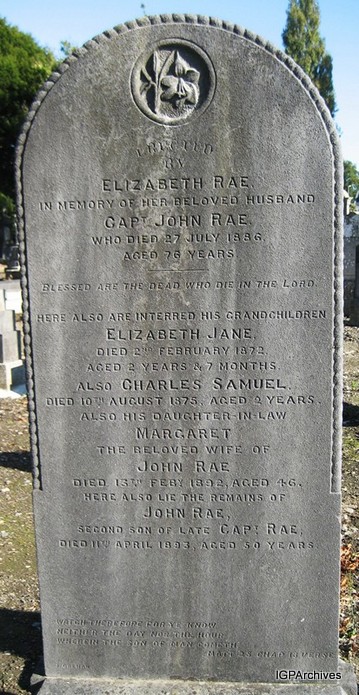 ERECTED
BY
ELIZABETH RAE,
IN MEMORY OF HER BELOVED HUSBAND
CAPT JOHN RAE,
WHO DIED 27 JULY 1886,
AGED 76 YEARS
BLESSED ARE THE DEAD WHO DIE IN THE LORD.
HERE ALSO ARE INTERRED HIS GRANDCHILDREN
ELIZABETH JANE,
DIED 2ND FEBRUARY 1872,
AGED 2 YEARS & 7 MONTHS.
ALSO CHARLES SAMUEL,
DIED 10TH AUGUST 1875, AGED 2 YEARS.
ALSO HIS DAUGHTER-IN-LAW
MARGARET
THE BELOVED WIFE OF
JOHN RAE
DIED 13TH FEBY 1892, AGED 46.
HERE ALSO LIE THE REMAINS OF
JOHN RAE,
SECOND SON OF LATE CAPT RAE,
DIED 11TH APRIL 1893, AGED 50 YEARS.
WATCH THEREFORE FOR YE KNOW
NEITHER THE DAY NOR THE HOUR
WHEREIN THE SON OF MAN COMETH
MATT 25 CHAP 13 VERSE
IGPArchives